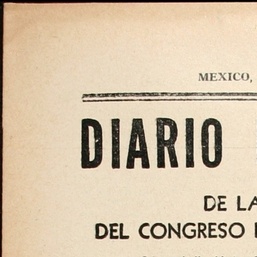 MEXICO,
DIARIO
DE LA
DEL CONGRESO